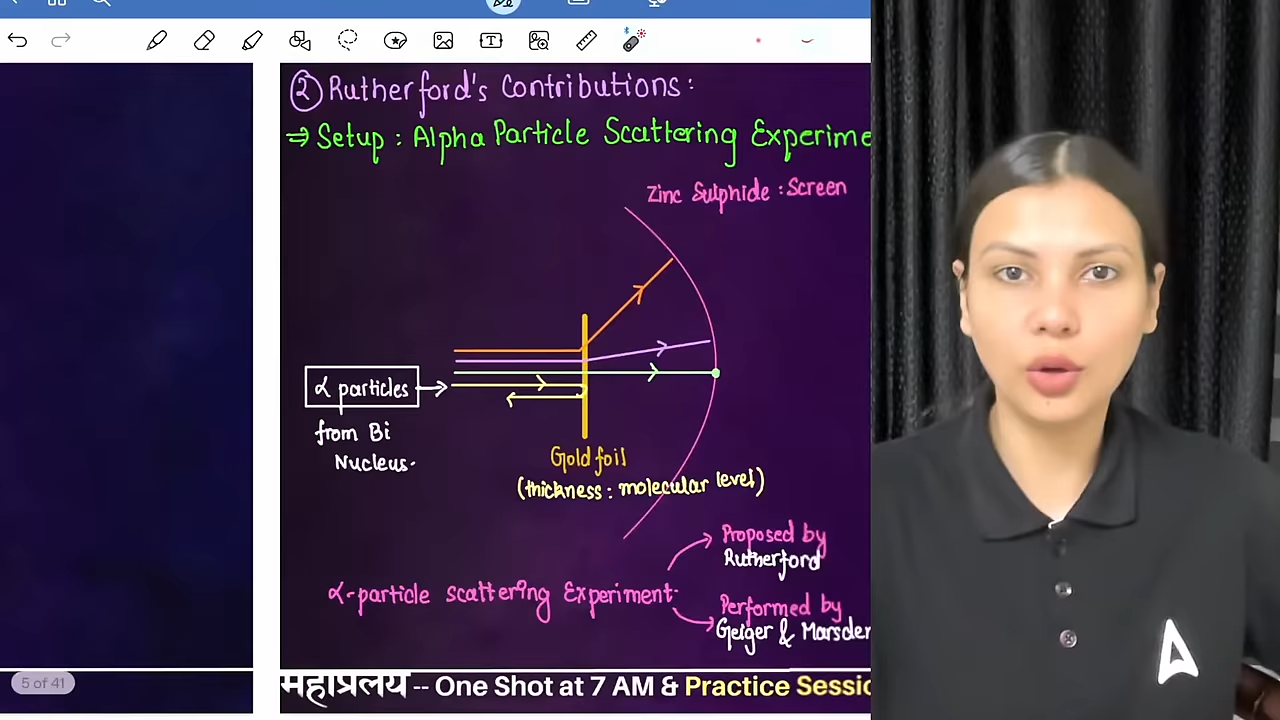 ② Rutherford's Contributions:
⇒ Setup : Alpha Particle Scattering Experime
Zinc Sulphide : Screen
α particles
from Bi
Nucleus.
Gold foil
(thickness : molecular level)
Proposed by
Rutherford
α-particle scattering Experiment
Performed by
Geiger & Marsden
5 of 41
महाप्रलय -- One Shot at 7 AM & Practice Sessio